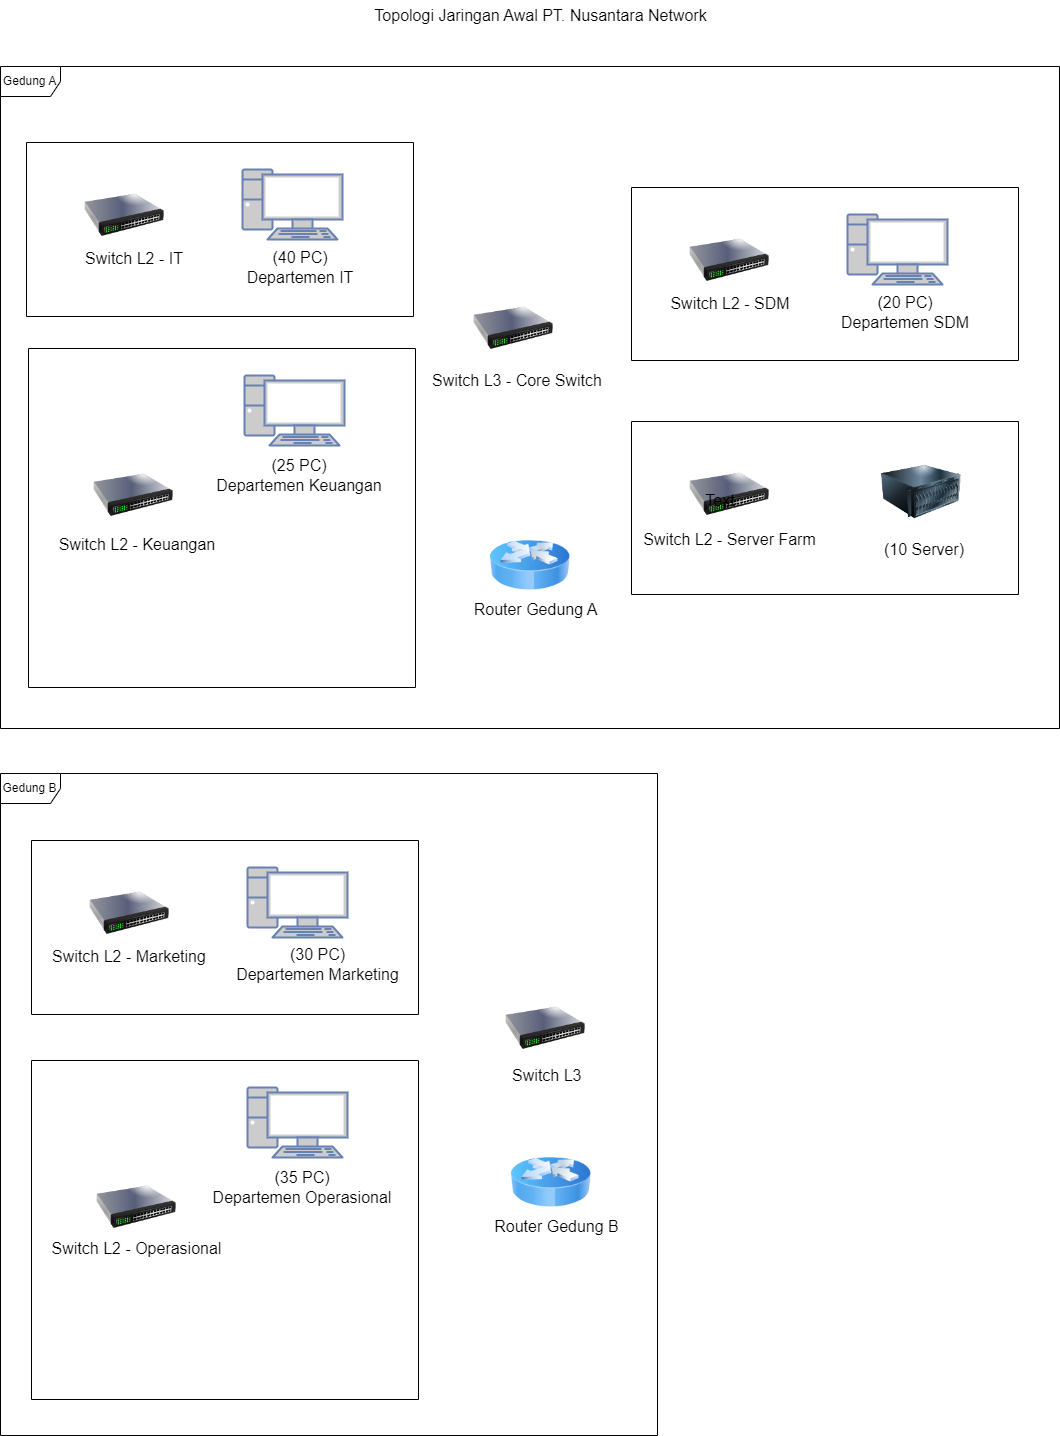 Topologi Jaringan Awal PT. Nusantara Network
Gedung A
Switch L2 - IT
(40 PC)
Departemen IT
Switch L2 - SDM
(20 PC)
Departemen SDM
Switch L3 - Core Switch
(25 PC)
Departemen Keuangan
Switch L2 - Keuangan
Text
Switch L2 - Server Farm
(10 Server)
Router Gedung A
Gedung B
Switch L2 - Marketing
(30 PC)
Departemen Marketing
Switch L3
(35 PC)
Departemen Operasional
Switch L2 - Operasional
Router Gedung B